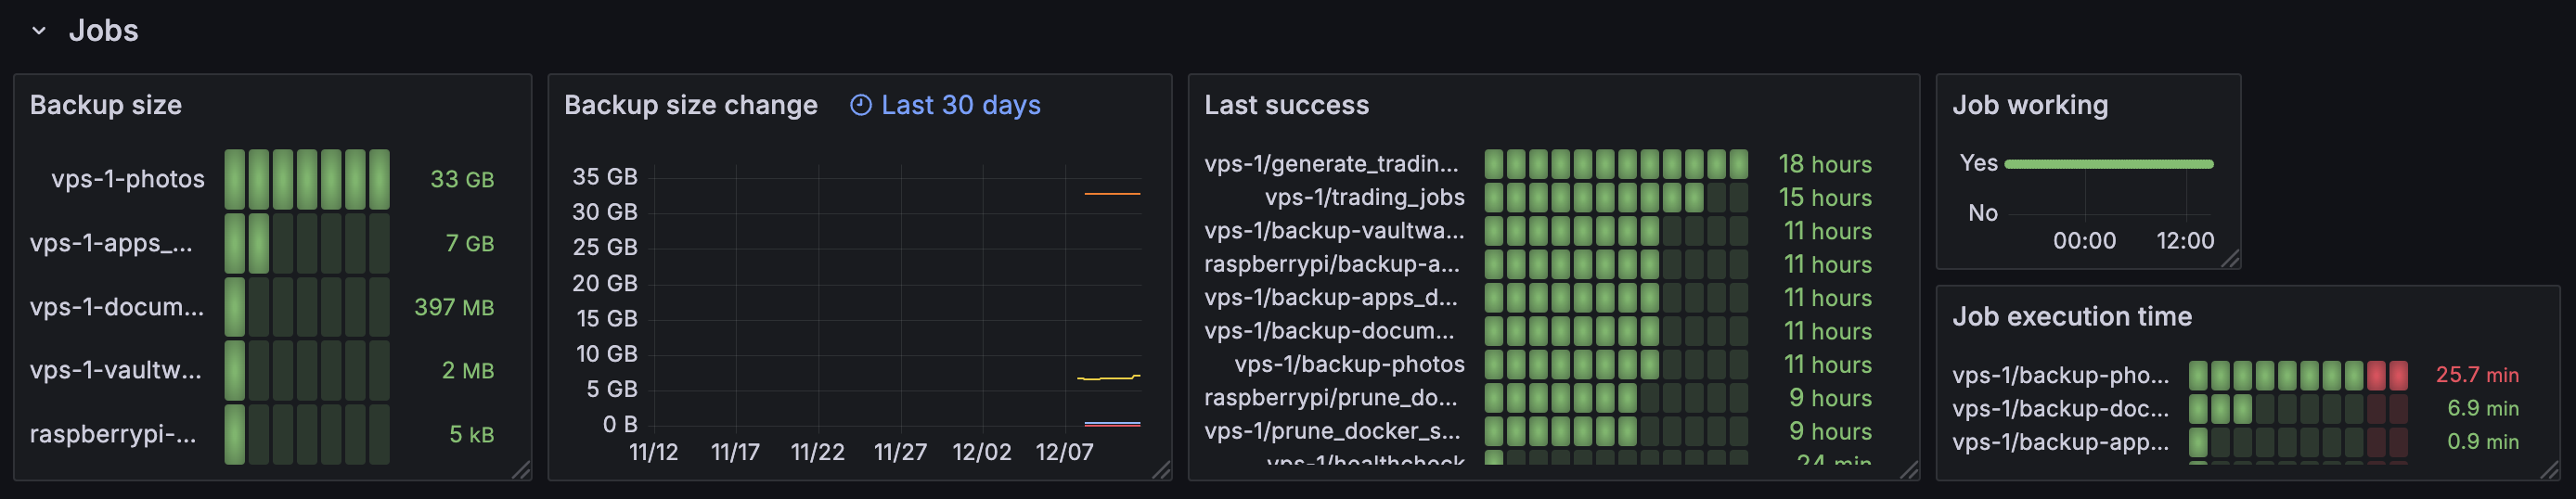 Jobs
Backup size
vps-1-photos 33 GB
vps-1-apps_... 7 GB
vps-1-docum... 397 MB
vps-1-vaultw... 2 MB
raspberrypi-... 5 kB
Backup size change Last 30 days
35 GB
30 GB
25 GB
20 GB
15 GB
10 GB
5 GB
0 B
11/12 11/17 11/22 11/27 12/02 12/07
Last success
vps-1/generate_tradin... 18 hours
vps-1/trading_jobs 15 hours
vps-1/backup-vaultwa... 11 hours
raspberrypi/backup-a... 11 hours
vps-1/backup-apps_d... 11 hours
vps-1/backup-docum... 11 hours
vps-1/backup-photos 11 hours
raspberrypi/prune_do... 9 hours
vps-1/prune_docker_s... 9 hours
vps-1/healthcheck 24 min
Job working
Yes
No
00:00 12:00
Job execution time
vps-1/backup-pho... 25.7 min
vps-1/backup-doc... 6.9 min
vps-1/backup-app... 0.9 min